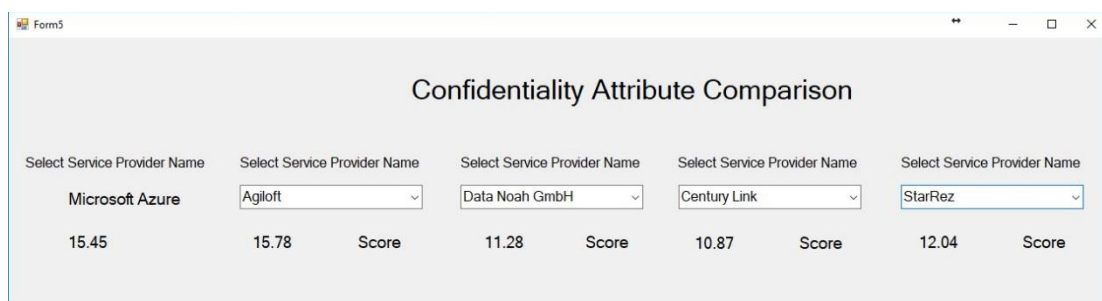 Form5
Confidentiality Attribute Comparison
Select Service Provider Name Select Service Provider Name Select Service Provider Name Select Service Provider Name Select Service Provider Name
Microsoft Azure Agiloft Data Noah GmbH Century Link StarRez
15.45 15.78 Score 11.28 Score 10.87 Score 12.04 Score